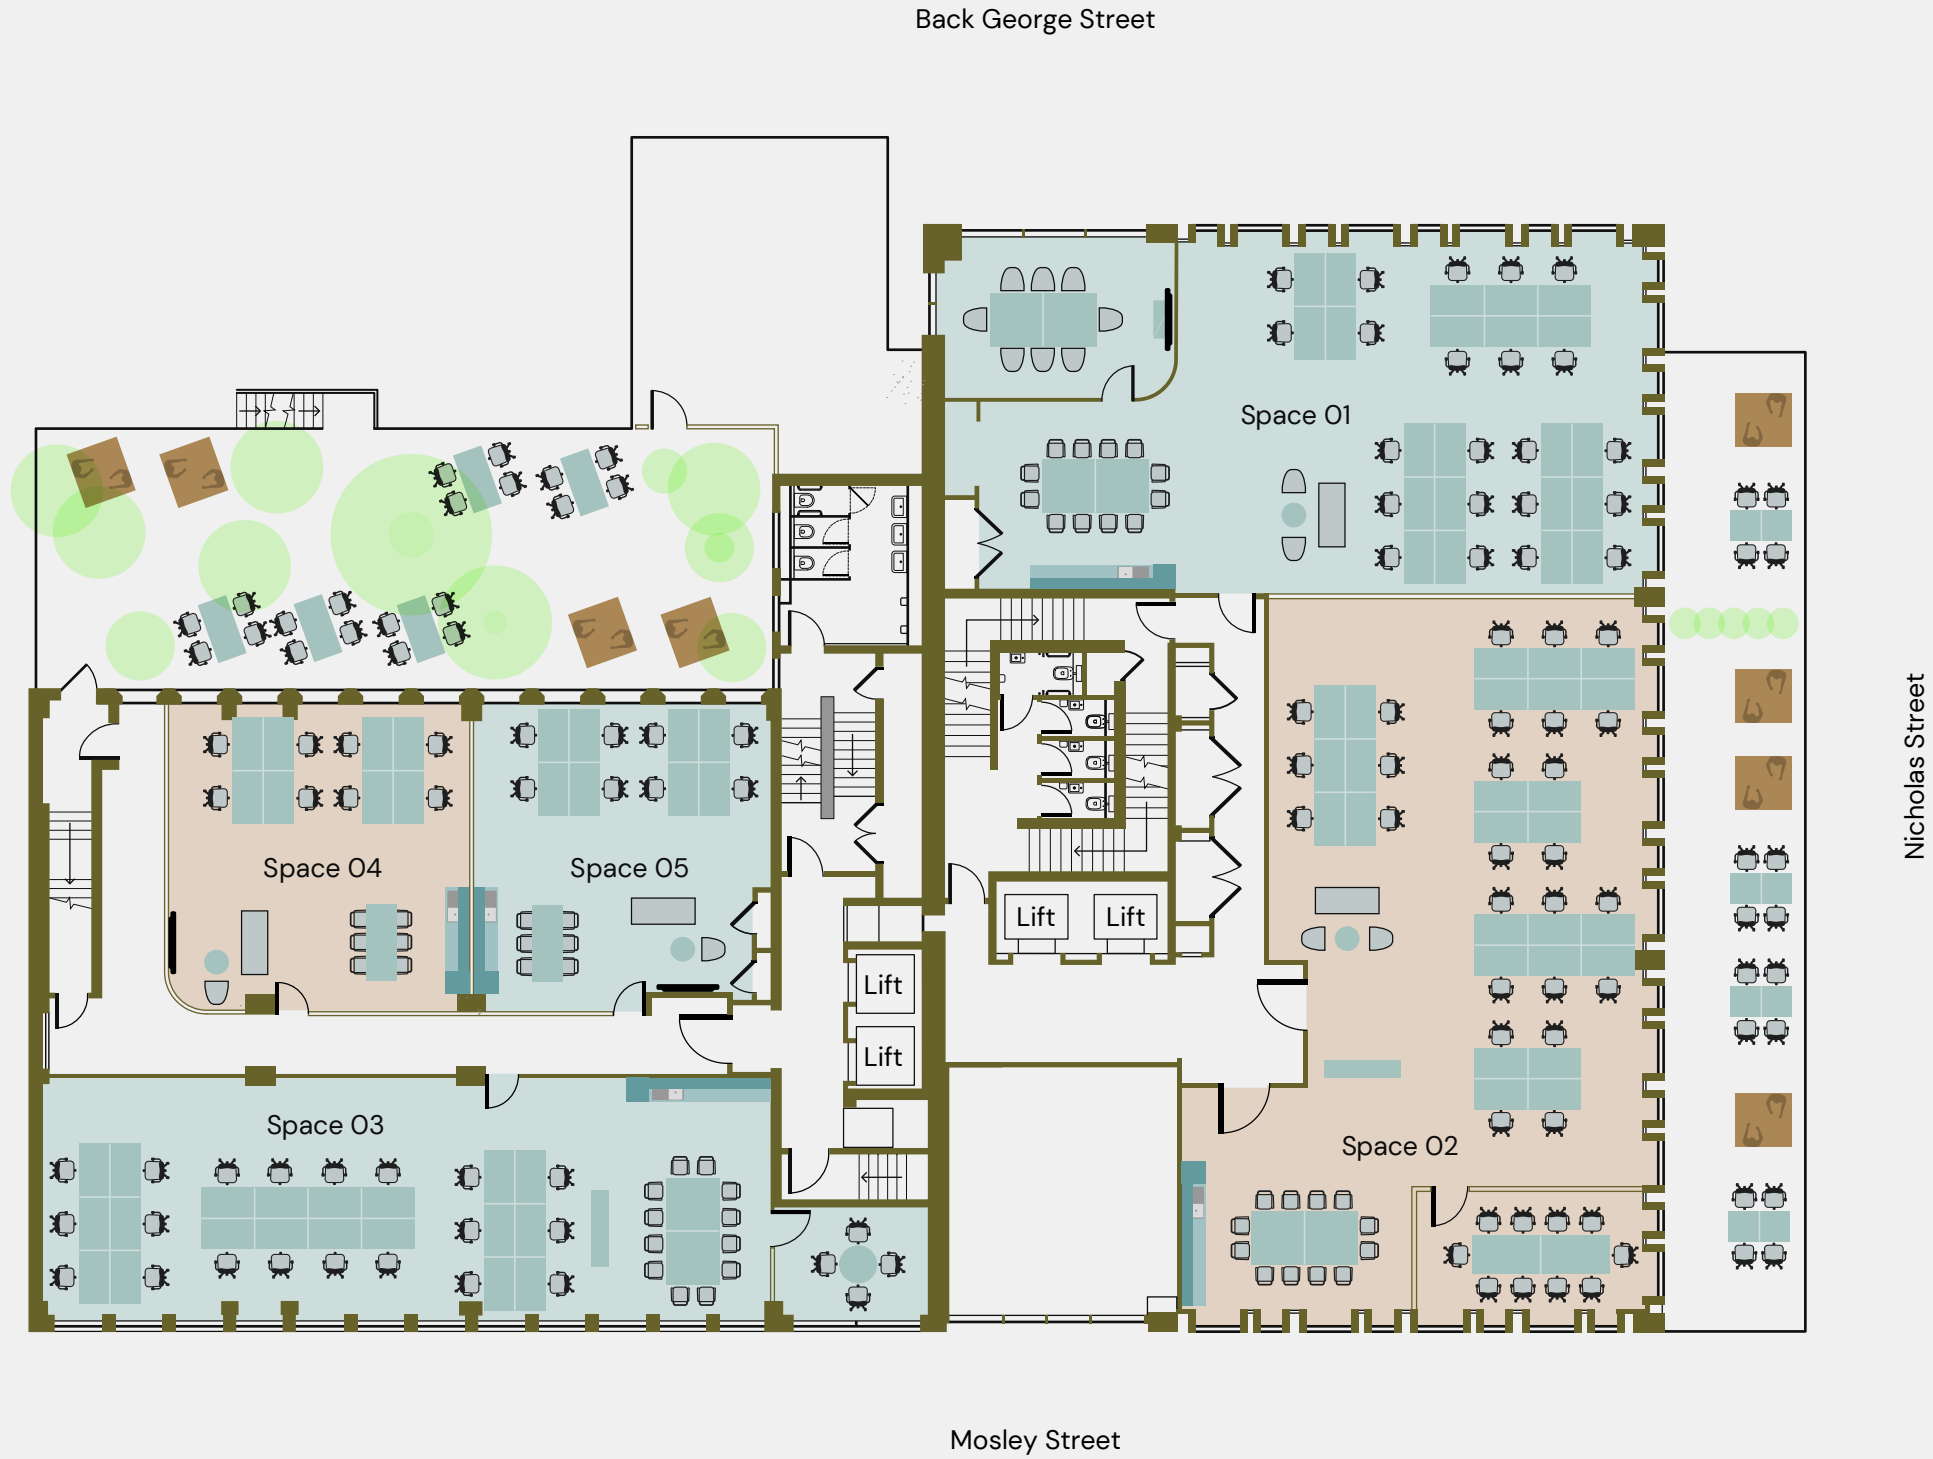 Back George Street
Space 01
Nicholas Street
Space 04
Space 05
Lift
Lift
Lift
Lift
Space 03
Space 02
Mosley Street